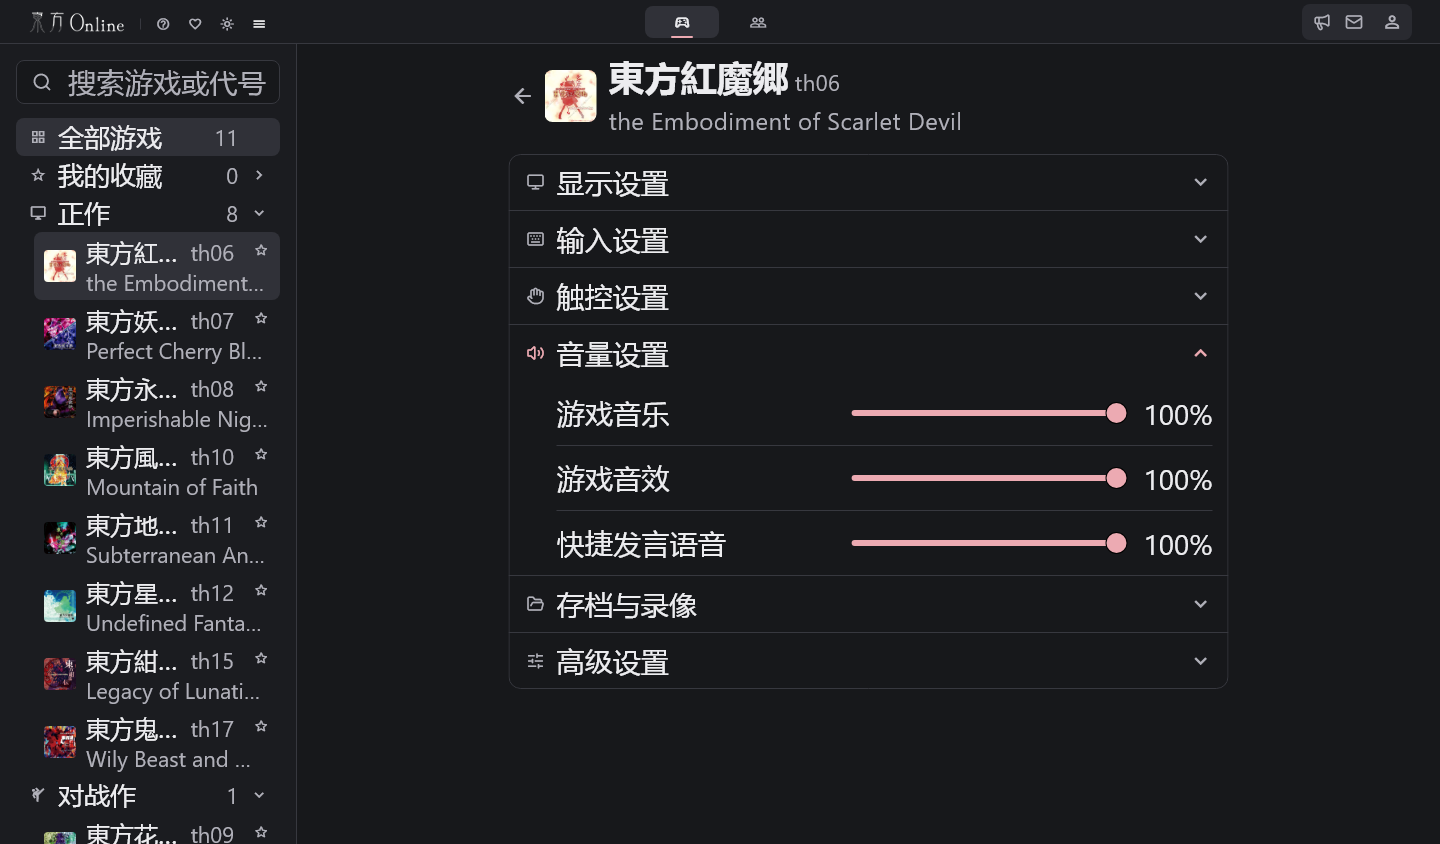 東方Online
搜索游戏或代号
全部游戏 11
我的收藏 0
正作 8
東方紅... th06
the Embodiment...
東方妖... th07
Perfect Cherry Bl...
東方永... th08
Imperishable Nig...
東方風... th10
Mountain of Faith
東方地... th11
Subterranean An...
東方星... th12
Undefined Fanta...
東方紺... th15
Legacy of Lunati...
東方鬼... th17
Wily Beast and ...
对战作 1
東方花... th09
東方紅魔郷 th06
the Embodiment of Scarlet Devil
显示设置
输入设置
触控设置
音量设置
游戏音乐 100%
游戏音效 100%
快捷发言语音 100%
存档与录像
高级设置